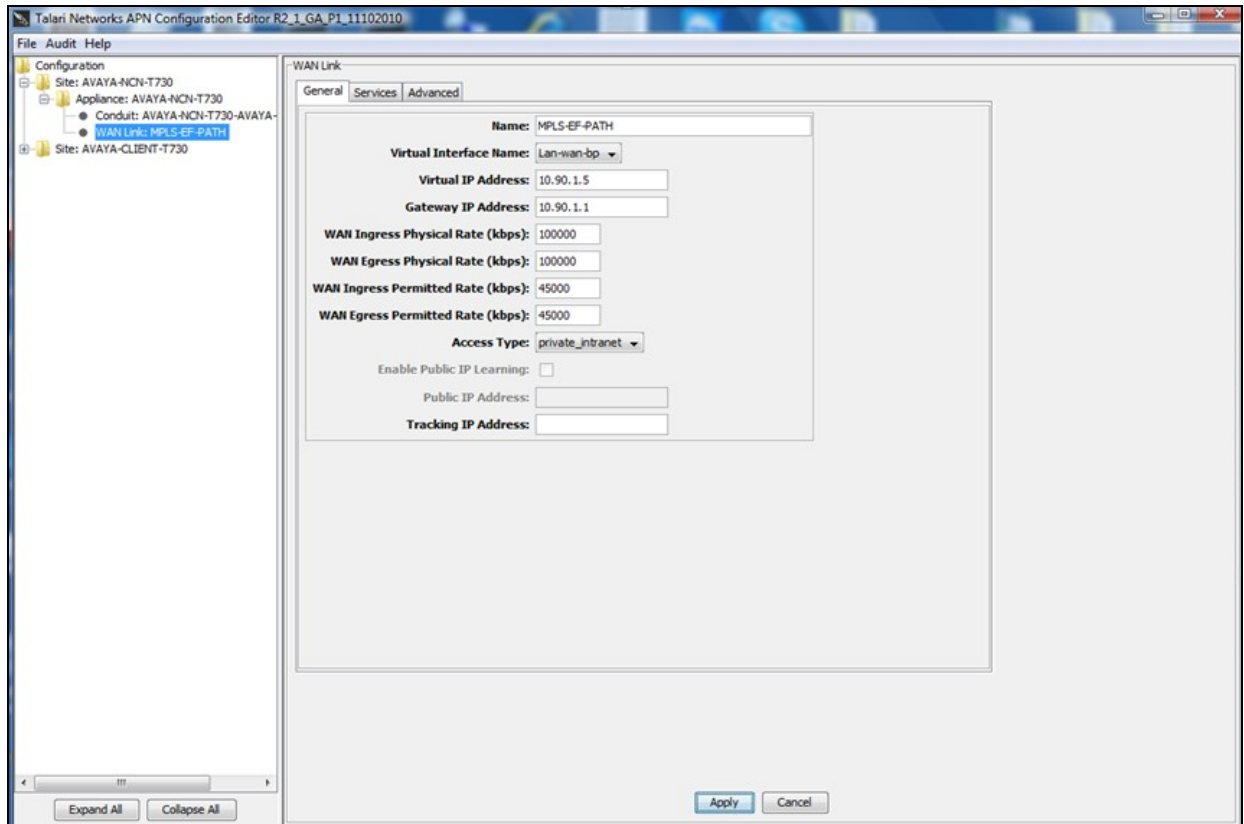 Talari Networks APN Configuration Editor R2_1_GA_P1_11102010
File Audit Help
Configuration
Site: AVAYA-NCN-T730
Appliance: AVAYA-NCN-T730
Conduit: AVAYA-NCN-T730-AVAYA-
WAN Link: MPLS-EF-PATH
Site: AVAYA-CLIENT-T730
Expand All Collapse All
WAN Link
General Services Advanced
Name: MPLS-EF-PATH
Virtual Interface Name: Lan-wan-bp
Virtual IP Address: 10.90.1.5
Gateway IP Address: 10.90.1.1
WAN Ingress Physical Rate (kbps): 100000
WAN Egress Physical Rate (kbps): 100000
WAN Ingress Permitted Rate (kbps): 45000
WAN Egress Permitted Rate (kbps): 45000
Access Type: private_intranet
Enable Public IP Learning:
Public IP Address:
Tracking IP Address:
Apply Cancel